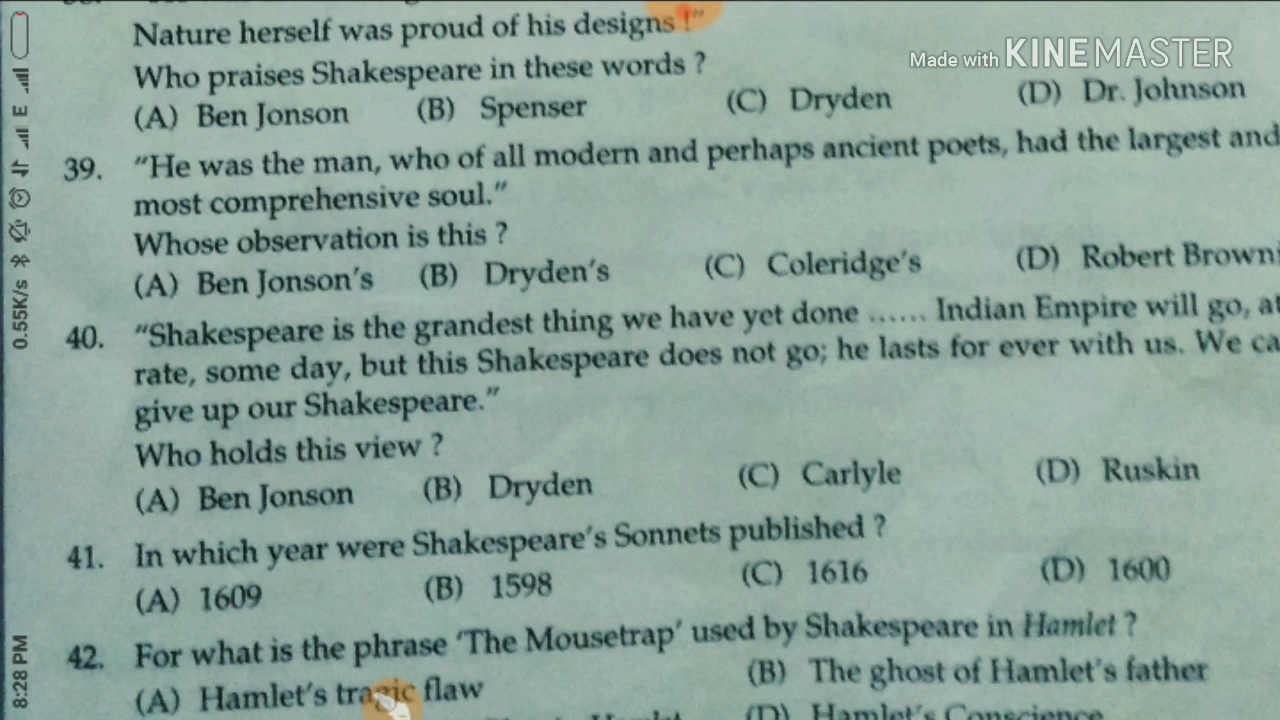 Nature herself was proud of his designs !"
Made with KINEMASTER
Who praises Shakespeare in these words ?
(A) Ben Jonson (B) Spenser (C) Dryden (D) Dr. Johnson
39. "He was the man, who of all modern and perhaps ancient poets, had the largest and
most comprehensive soul."
Whose observation is this ?
(A) Ben Jonson's (B) Dryden's (C) Coleridge's (D) Robert Browni
40. "Shakespeare is the grandest thing we have yet done ...... Indian Empire will go, at
rate, some day, but this Shakespeare does not go; he lasts for ever with us. We ca
give up our Shakespeare."
Who holds this view ?
(A) Ben Jonson (B) Dryden (C) Carlyle (D) Ruskin
41. In which year were Shakespeare's Sonnets published ?
(A) 1609 (B) 1598 (C) 1616 (D) 1600
42. For what is the phrase 'The Mousetrap' used by Shakespeare in Hamlet ?
(A) Hamlet's tragic flaw (B) The ghost of Hamlet's father
Hamlet (D) Hamlet's Conscience
0.55K/s
E
8:28 PM